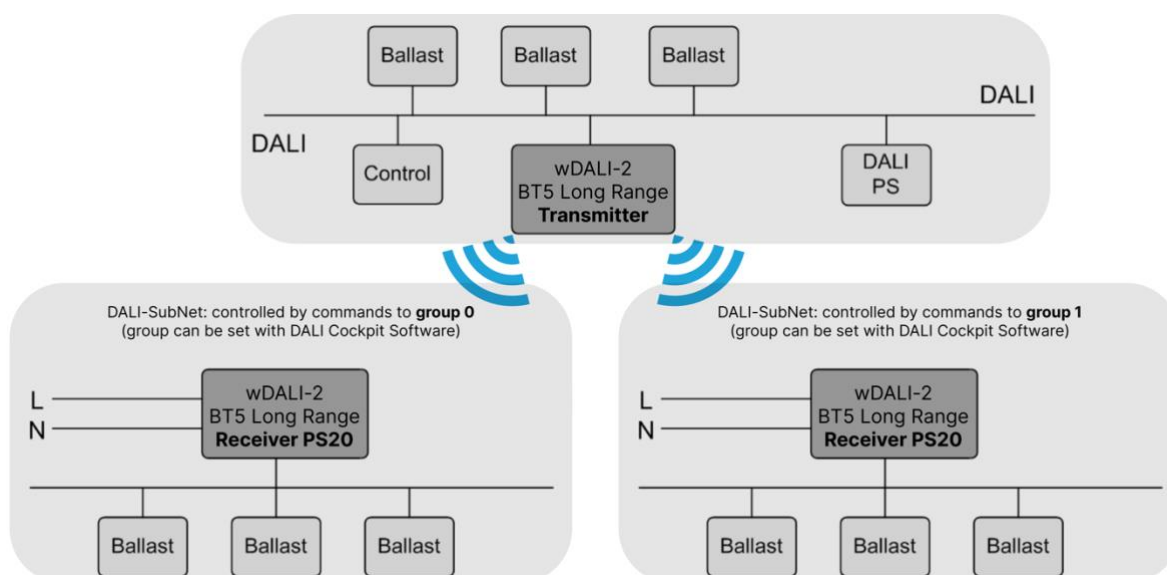 Ballast
Ballast
Ballast
DALI
DALI
Control
wDALI-2
BT5 Long Range
Transmitter
DALI
PS
DALI-SubNet: controlled by commands to group 0
(group can be set with DALI Cockpit Software)
L
N
wDALI-2
BT5 Long Range
Receiver PS20
Ballast
Ballast
Ballast
DALI-SubNet: controlled by commands to group 1
(group can be set with DALI Cockpit Software)
L
N
wDALI-2
BT5 Long Range
Receiver PS20
Ballast
Ballast
Ballast